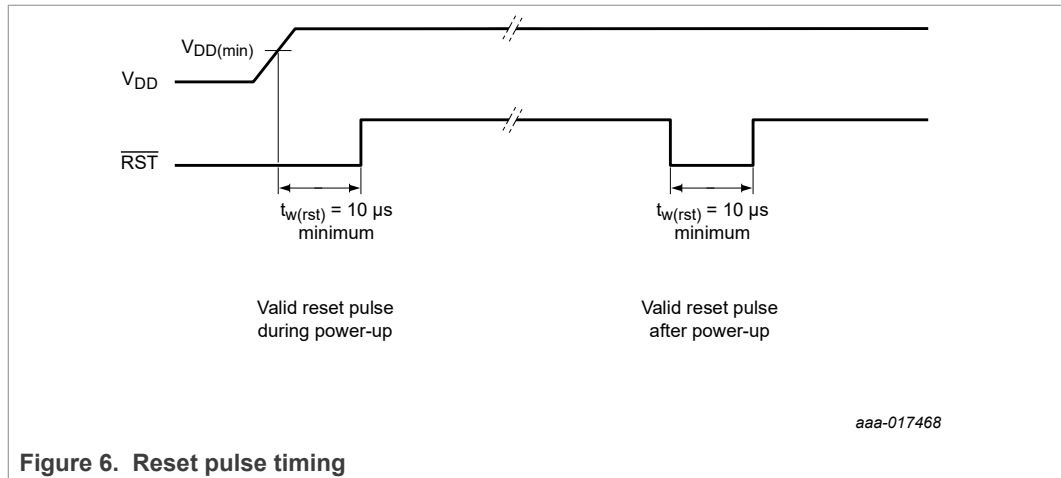 VDD(min)
VDD
RST
tw(rst) = 10 µs
minimum
tw(rst) = 10 µs
minimum
Valid reset pulse
during power-up
Valid reset pulse
after power-up
aaa-017468
Figure 6. Reset pulse timing